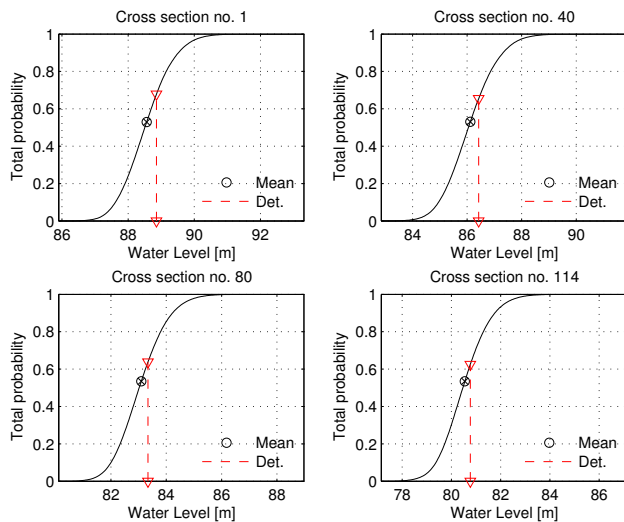 Cross section no. 1
Total probability
1
0.8
0.6
0.4
0.2
0
Mean
Det.
86 88 90 92
Water Level [m]
Cross section no. 40
Total probability
1
0.8
0.6
0.4
0.2
0
Mean
Det.
84 86 88 90
Water Level [m]
Cross section no. 80
Total probability
1
0.8
0.6
0.4
0.2
0
Mean
Det.
82 84 86 88
Water Level [m]
Cross section no. 114
Total probability
1
0.8
0.6
0.4
0.2
0
Mean
Det.
78 80 82 84 86
Water Level [m]